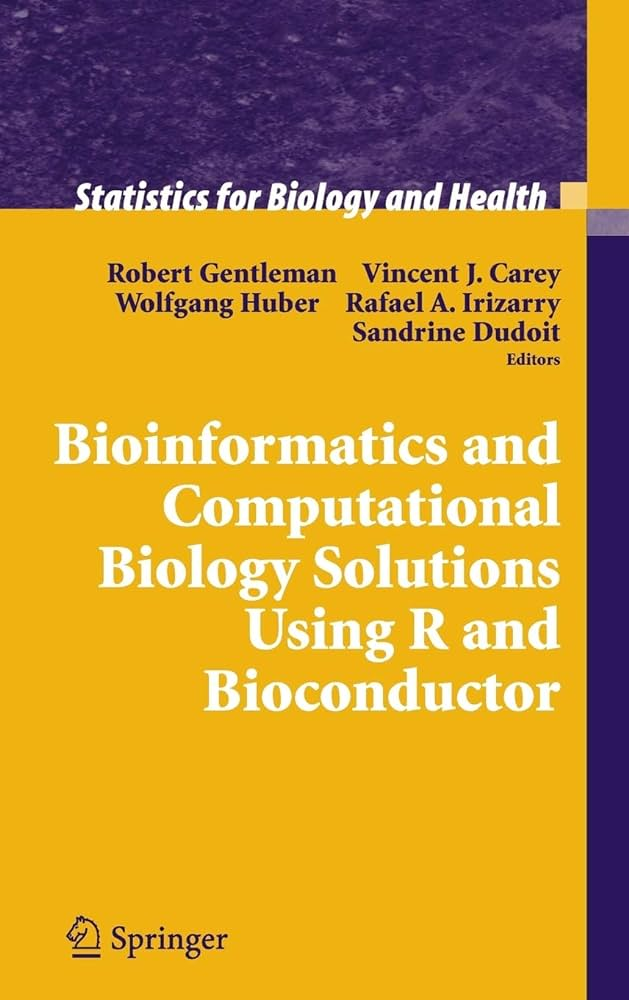 Statistics for Biology and Health
Robert Gentleman Vincent J. Carey
Wolfgang Huber Rafael A. Irizarry
Sandrine Dudoit
Editors
Bioinformatics and
Computational
Biology Solutions
Using R and
Bioconductor
Springer